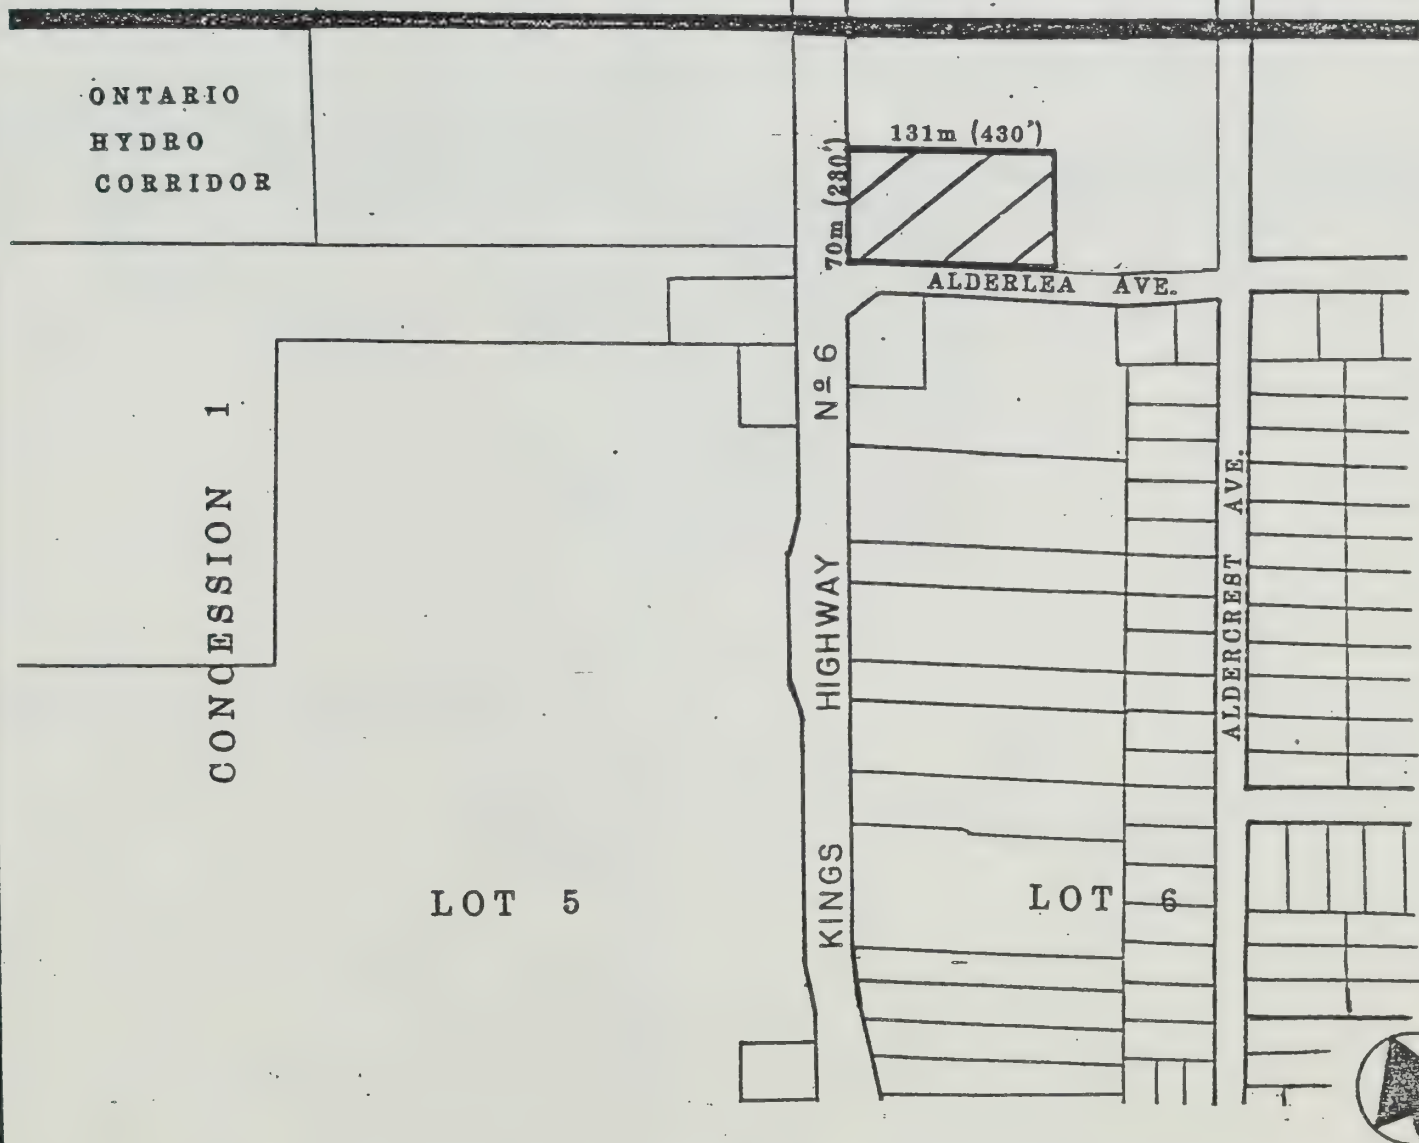 ONTARIO
HYDRO
CORRIDOR
131m (430')
70m (230')
ALDERLEA AVE.
KINGS HIGHWAY Nº 6
CONCESSION 1
ALDERCREST AVE.
LOT 5
LOT 6